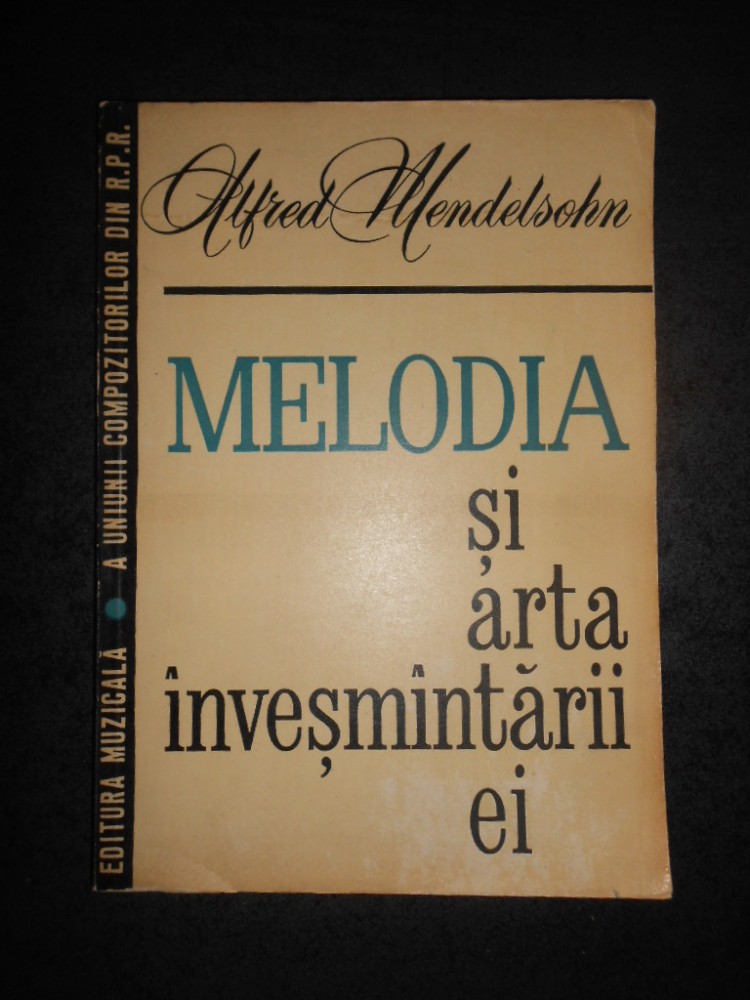 Alfred Mendelsohn
MELODIA
și
arta
înveșmîntării
ei
EDITURA MUZICALĂ • A UNIUNII COMPOZITORILOR DIN R.P.R.